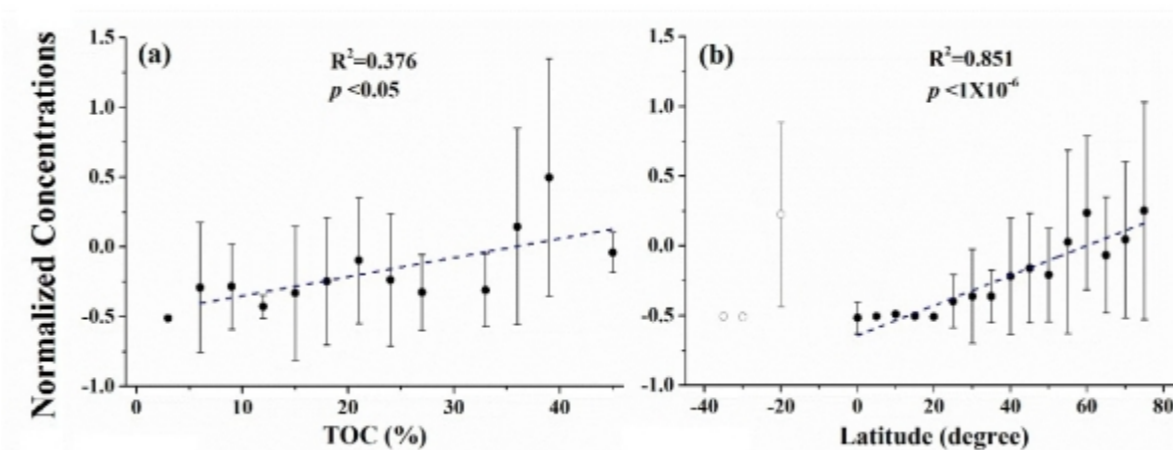 Normalized Concentrations
(a)
R²=0.376
p <0.05
1.5
1.0
0.5
0.0
-0.5
-1.0
0 10 20 30 40
TOC (%)
(b)
R²=0.851
p <1X10⁻⁶
1.5
1.0
0.5
0.0
-0.5
-1.0
-40 -20 0 20 40 60 80
Latitude (degree)